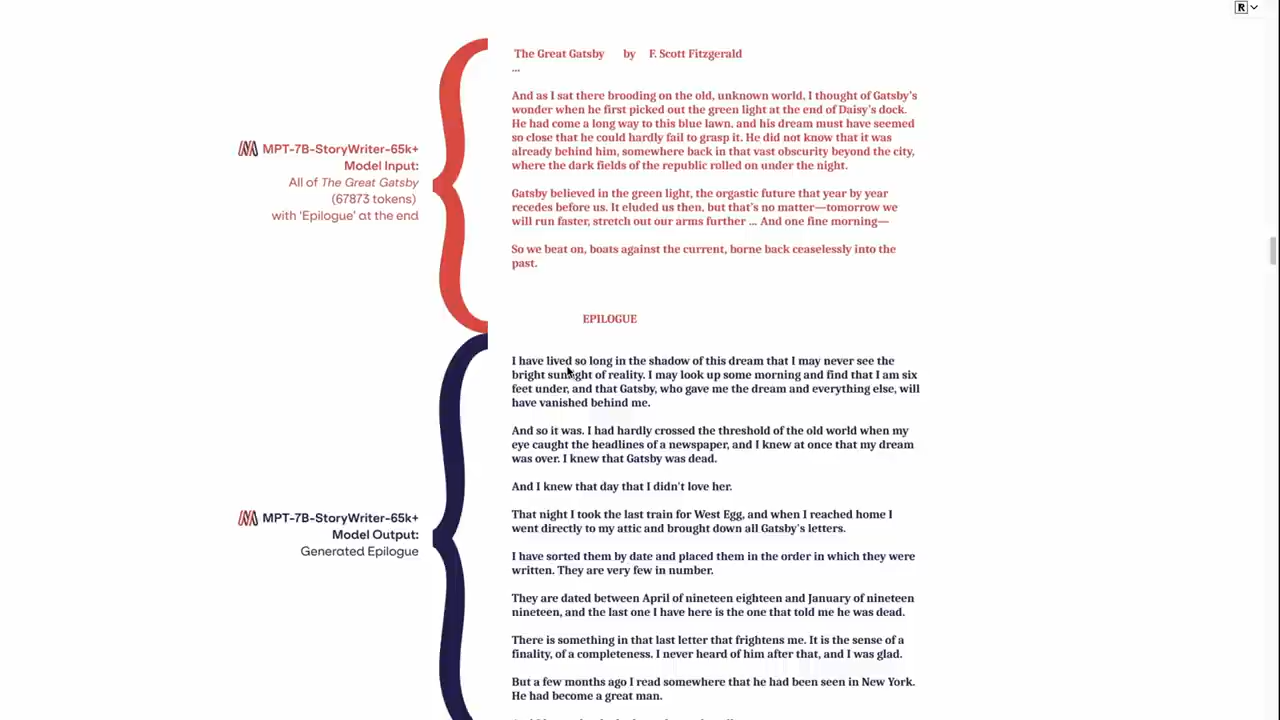 R
The Great Gatsby by F. Scott Fitzgerald
...
And as I sat there brooding on the old, unknown world, I thought of Gatsby's
wonder when he first picked out the green light at the end of Daisy's dock.
He had come a long way to this blue lawn, and his dream must have seemed
so close that he could hardly fail to grasp it. He did not know that it was
already behind him, somewhere back in that vast obscurity beyond the city,
where the dark fields of the republic rolled on under the night.
Gatsby believed in the green light, the orgastic future that year by year
recedes before us. It eluded us then, but that's no matter—tomorrow we
will run faster, stretch out our arms further ... And one fine morning—
So we beat on, boats against the current, borne back ceaselessly into the
past.
EPILOGUE
MPT-7B-StoryWriter-65k+
Model Input:
All of The Great Gatsby
(67873 tokens)
with 'Epilogue' at the end
I have lived so long in the shadow of this dream that I may never see the
bright sunlight of reality. I may look up some morning and find that I am six
feet under, and that Gatsby, who gave me the dream and everything else, will
have vanished behind me.
And so it was. I had hardly crossed the threshold of the old world when my
eye caught the headlines of a newspaper, and I knew at once that my dream
was over. I knew that Gatsby was dead.
And I knew that day that I didn't love her.
That night I took the last train for West Egg, and when I reached home I
went directly to my attic and brought down all Gatsby's letters.
I have sorted them by date and placed them in the order in which they were
written. They are very few in number.
They are dated between April of nineteen eighteen and January of nineteen
nineteen, and the last one I have here is the one that told me he was dead.
There is something in that last letter that frightens me. It is the sense of a
finality, of a completeness. I never heard of him after that, and I was glad.
But a few months ago I read somewhere that he had been seen in New York.
He had become a great man.
MPT-7B-StoryWriter-65k+
Model Output:
Generated Epilogue